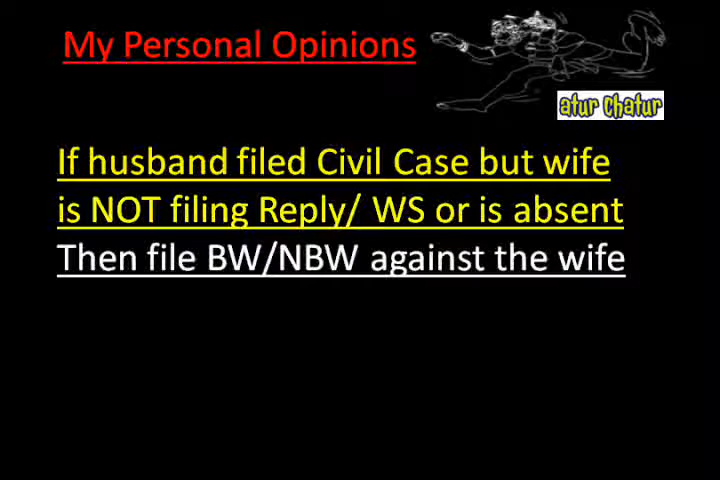 My Personal Opinions
atur chatur
If husband filed Civil Case but wife
is NOT filing Reply/ WS or is absent
Then file BW/NBW against the wife